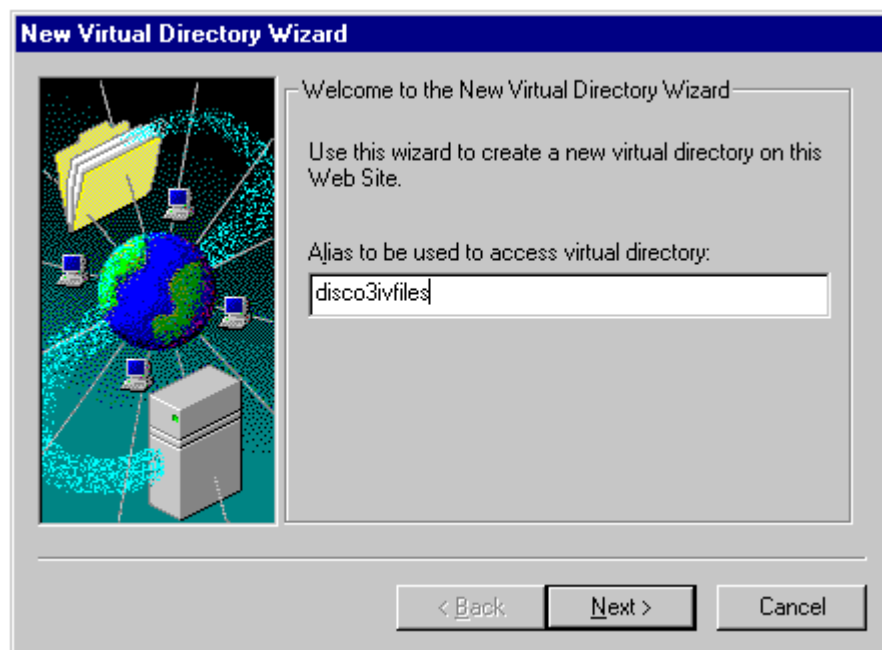 New Virtual Directory Wizard
Welcome to the New Virtual Directory Wizard
Use this wizard to create a new virtual directory on this
Web Site.
Alias to be used to access virtual directory:
disco3ivfiles
< Back
Next >
Cancel